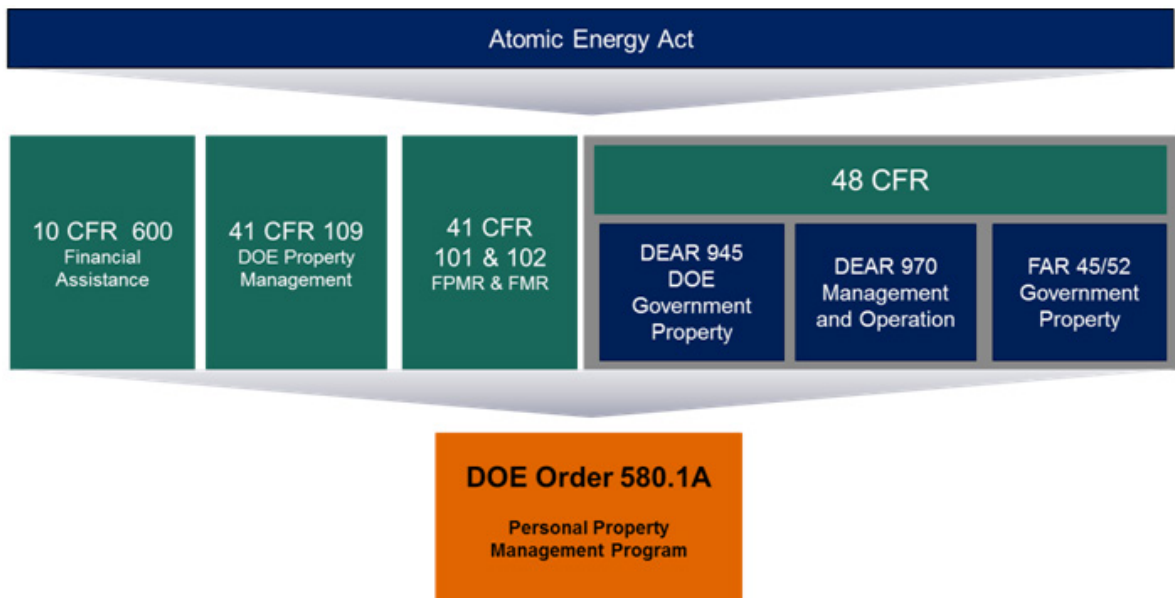 Atomic Energy Act
10 CFR 600
Financial
Assistance
41 CFR 109
DOE Property
Management
41 CFR
101 & 102
FPMR & FMR
48 CFR
DEAR 945
DOE
Government
Property
DEAR 970
Management
and Operation
FAR 45/52
Government
Property
DOE Order 580.1A
Personal Property
Management Program